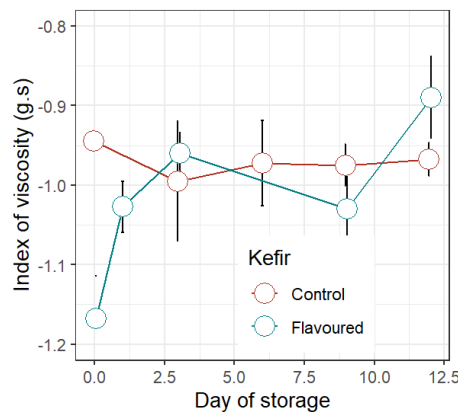 -0.8
-0.9
-1.0
-1.1
-1.2
Index of viscosity (g.s)
Kefir
Control
Flavoured
0.0 2.5 5.0 7.5 10.0 12.5
Day of storage